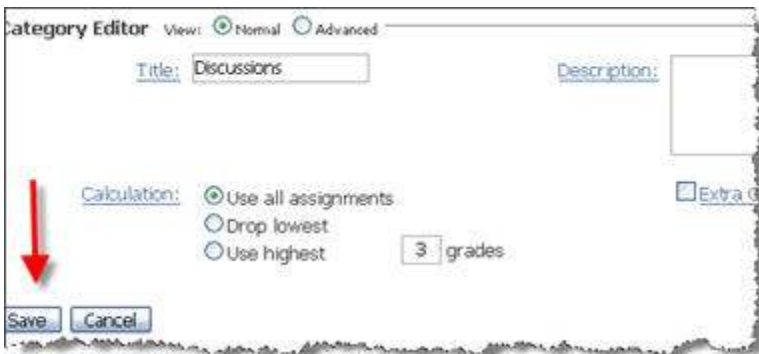 Category Editor View: Normal Advanced
Title: Discussions Description:
Calculation: Use all assignments Extra
Drop lowest
Use highest 3 grades
Save Cancel